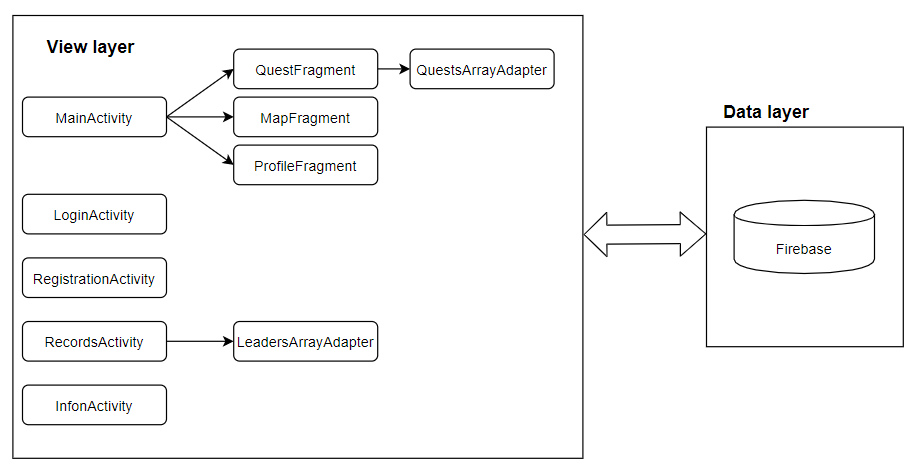 View layer
QuestFragment
QuestsArrayAdapter
MainActivity
MapFragment
ProfileFragment
LoginActivity
RegistrationActivity
RecordsActivity
LeadersArrayAdapter
InfonActivity
Data layer
Firebase